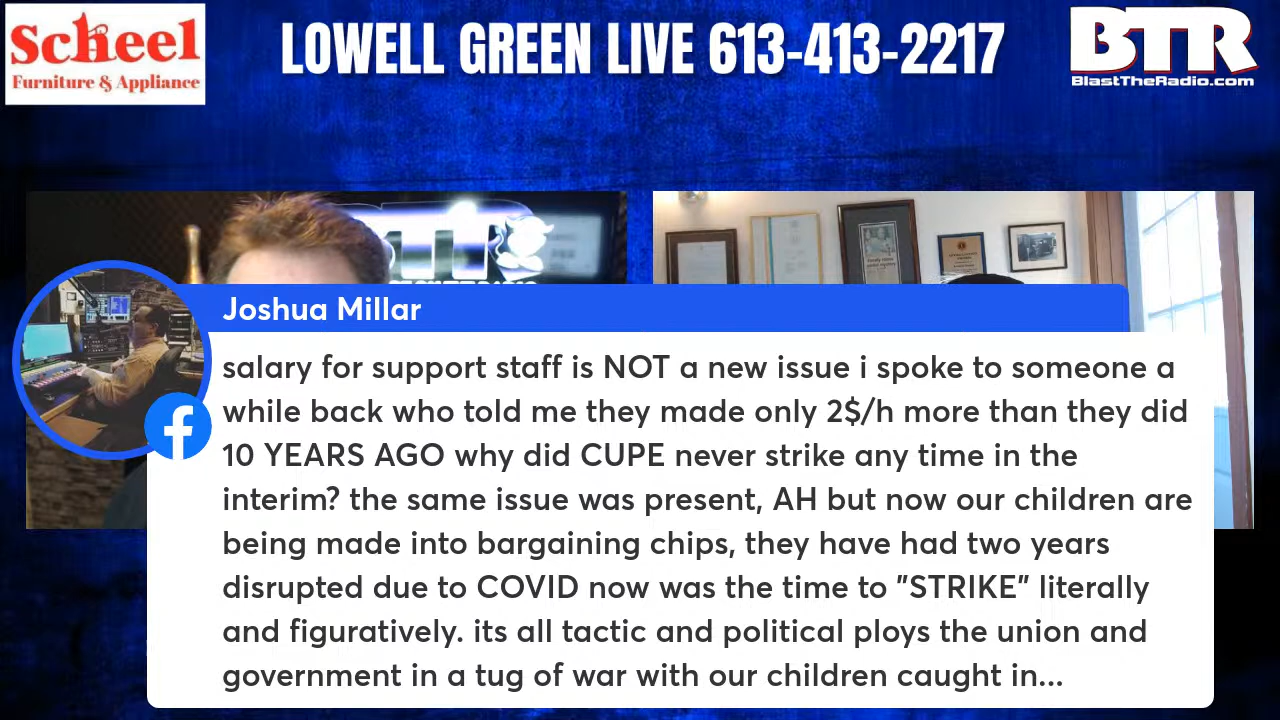 Scheel
Furniture & Appliance
LOWELL GREEN LIVE 613-413-2217
BTR
BlastTheRadio.com
Joshua Millar
salary for support staff is NOT a new issue i spoke to someone a
while back who told me they made only 2$/h more than they did
10 YEARS AGO why did CUPE never strike any time in the
interim? the same issue was present, AH but now our children are
being made into bargaining chips, they have had two years
disrupted due to COVID now was the time to "STRIKE" literally
and figuratively. its all tactic and political ploys the union and
government in a tug of war with our children caught in...